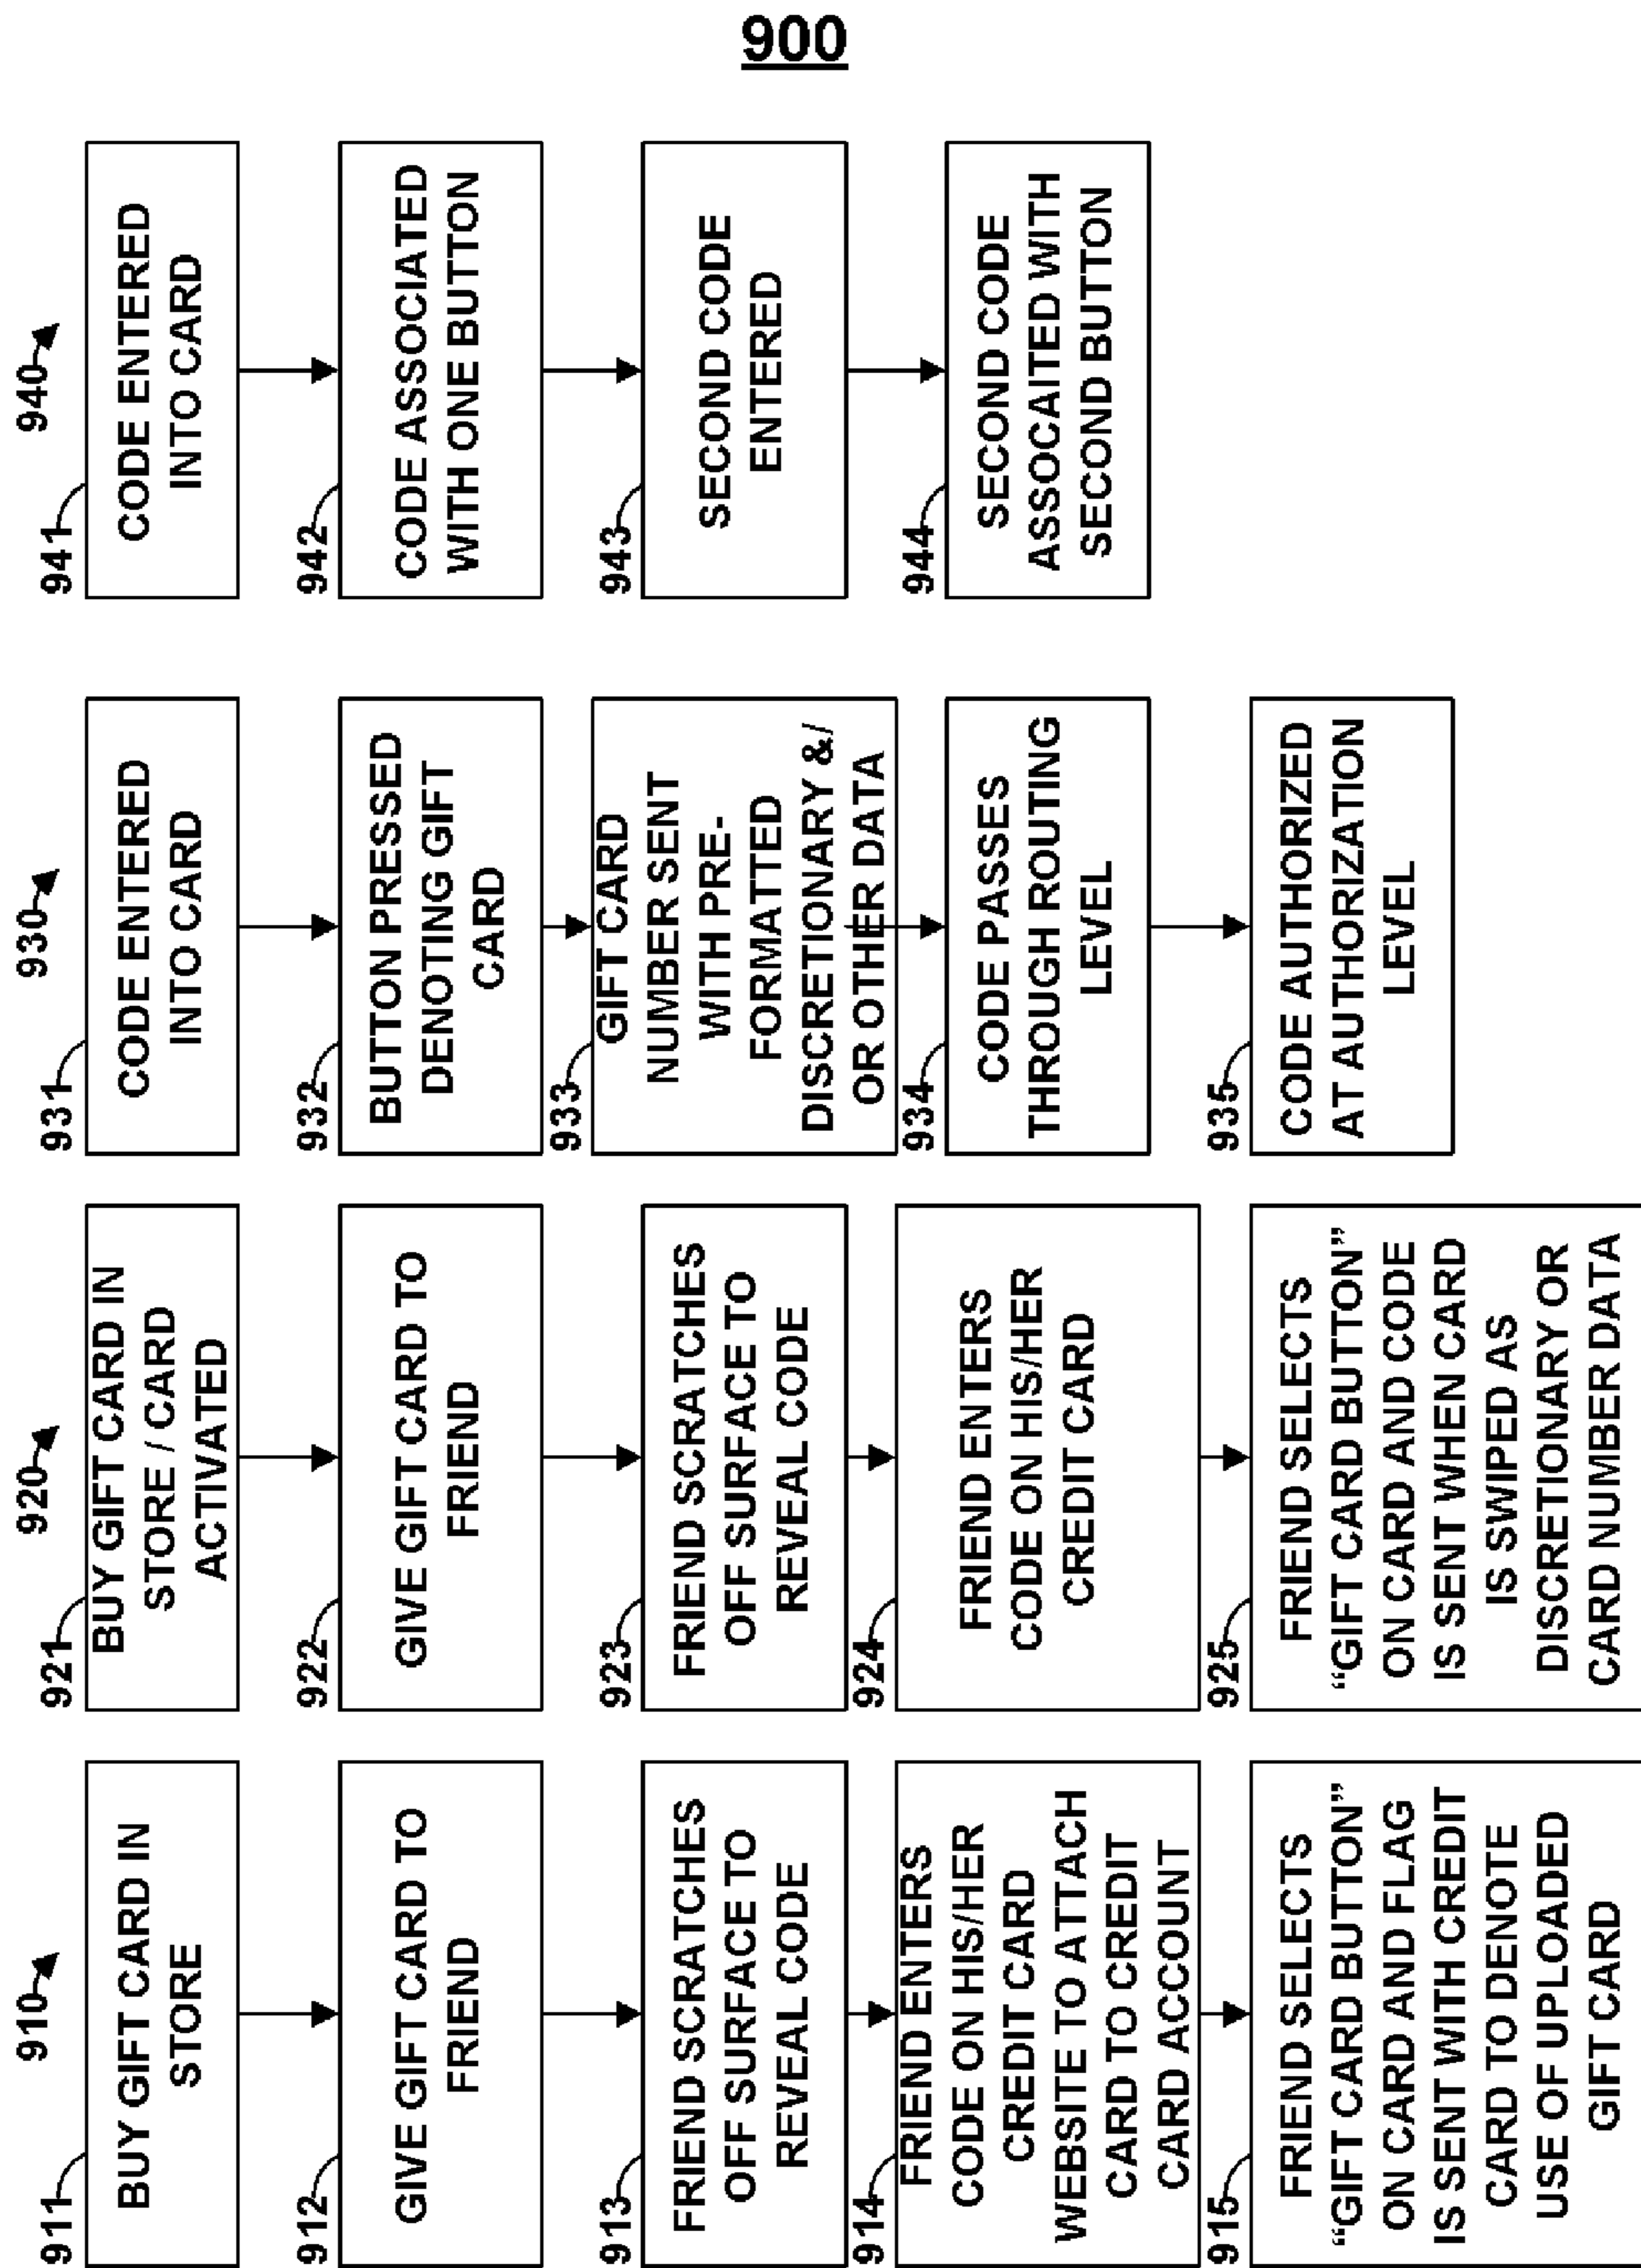 900
910
911
BUY GIFT CARD IN
STORE
912
GIVE GIFT CARD TO
FRIEND
913
FRIEND SCRATCHES
OFF SURFACE TO
REVEAL CODE
914
FRIEND ENTERS
CODE ON HIS/HER
CREDIT CARD
WEBSITE TO ATTACH
CARD TO CREDIT
CARD ACCOUNT
915
FRIEND SELECTS
“GIFT CARD BUTTON”
ON CARD AND FLAG
IS SENT WITH CREDIT
CARD TO DENOTE
USE OF UPLOADED
GIFT CARD
920
921
BUY GIFT CARD IN
STORE / CARD
ACTIVATED
922
GIVE GIFT CARD TO
FRIEND
923
FRIEND SCRATCHES
OFF SURFACE TO
REVEAL CODE
924
FRIEND ENTERS
CODE ON HIS/HER
CREDIT CARD
925
FRIEND SELECTS
“GIFT CARD BUTTON”
ON CARD AND CODE
IS SENT WHEN CARD
IS SWIPED AS
DISCRETIONARY OR
CARD NUMBER DATA
930
931
CODE ENTERED
INTO CARD
932
BUTTON PRESSED
DENOTING GIFT
CARD
933
GIFT CARD
NUMBER SENT
WITH PRE-
FORMATTED
DISCRETIONARY &/
OR OTHER DATA
934
CODE PASSES
THROUGH ROUTING
LEVEL
935
CODE AUTHORIZED
AT AUTHORIZATION
LEVEL
940
941
CODE ENTERED
INTO CARD
942
CODE ASSOCIATED
WITH ONE BUTTON
943
SECOND CODE
ENTERED
944
SECOND CODE
ASSOCAITED WITH
SECOND BUTTON